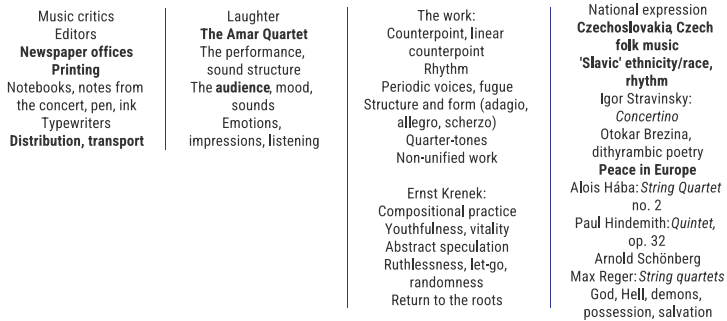 Music critics
Editors
Newspaper offices
Printing
Notebooks, notes from
the concert, pen, ink
Typewriters
Distribution, transport
Laughter
The Amar Quartet
The performance,
sound structure
The audience, mood,
sounds
Emotions,
impressions, listening
The work:
Counterpoint, linear
counterpoint
Rhythm
Periodic voices, fugue
Structure and form (adagio,
allegro, scherzo)
Quarter-tones
Non-unified work
Ernst Krenek:
Compositional practice
Youthfulness, vitality
Abstract speculation
Ruthlessness, let-go,
randomness
Return to the roots
National expression
Czechoslovakia, Czech
folk music
'Slavic' ethnicity/race,
rhythm
Igor Stravinsky:
Concertino
Otokar Brezina,
dithyrambic poetry
Peace in Europe
Alois Hába: String Quartet
no. 2
Paul Hindemith: Quintet,
op. 32
Arnold Schönberg
Max Reger: String quartets
God, Hell, demons,
possession, salvation